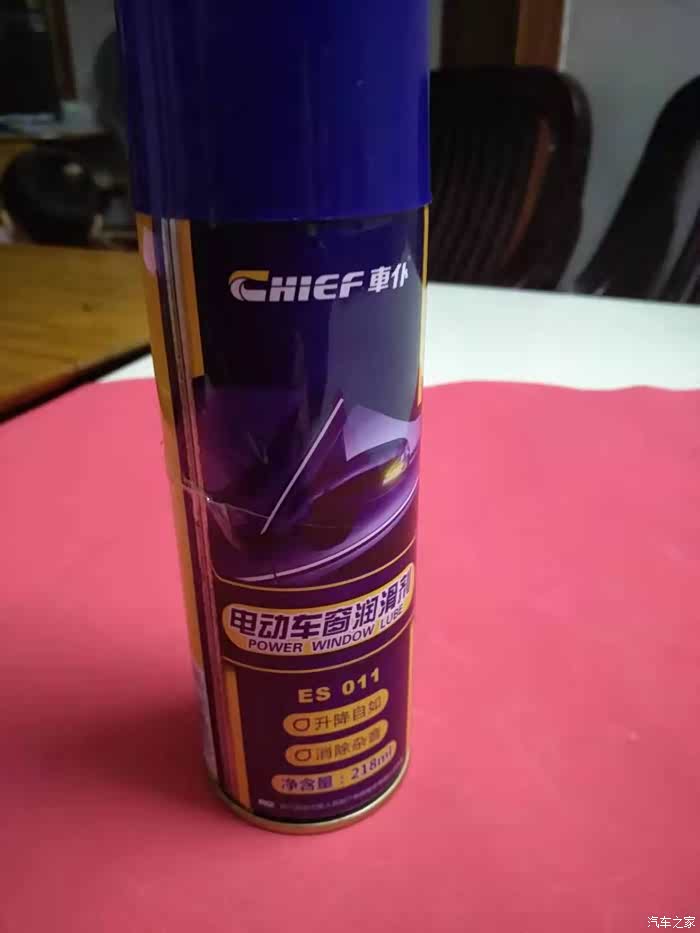 CHIEF 車仆
电动车窗润滑剂
POWER WINDOW LUBE
ES 011
升降自如
消除杂音
净含量：218ml
汽车之家